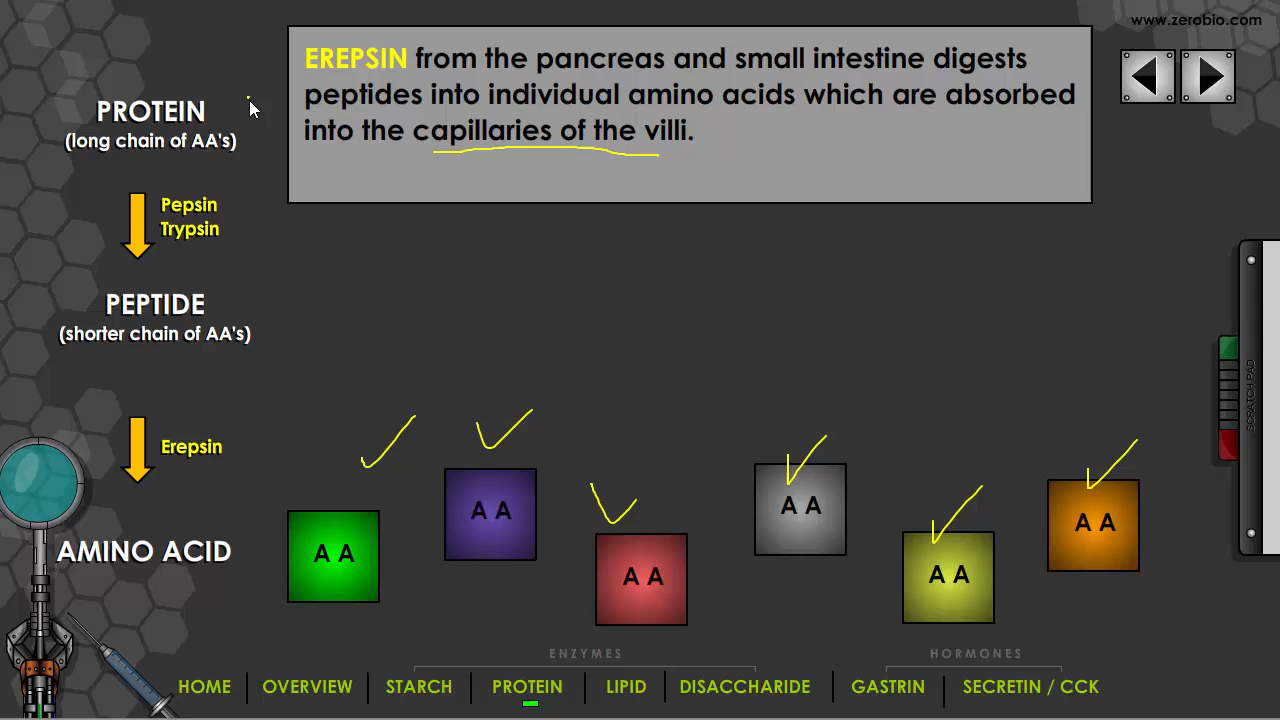 www.zerobio.com
EREPSIN from the pancreas and small intestine digests
peptides into individual amino acids which are absorbed
into the capillaries of the villi.
PROTEIN
(long chain of AA's)
Pepsin
Trypsin
PEPTIDE
(shorter chain of AA's)
Erepsin
AMINO ACID
A A
A A
A A
A A
A A
A A
SCRATCH PAD
ENZYMES
HORMONES
HOME
OVERVIEW
STARCH
PROTEIN
LIPID
DISACCHARIDE
GASTRIN
SECRETIN / CCK